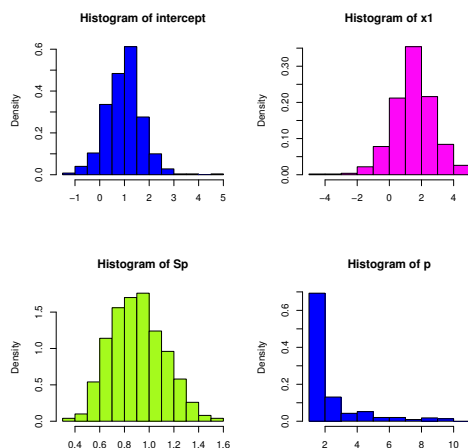 Histogram of intercept
Density
0.0 0.2 0.4 0.6
−1 0 1 2 3 4 5
Histogram of x1
Density
0.00 0.10 0.20 0.30
−4 −2 0 2 4
Histogram of Sp
Density
0.0 0.5 1.0 1.5
0.4 0.6 0.8 1.0 1.2 1.4 1.6
Histogram of p
Density
0.0 0.2 0.4 0.6
2 4 6 8 10